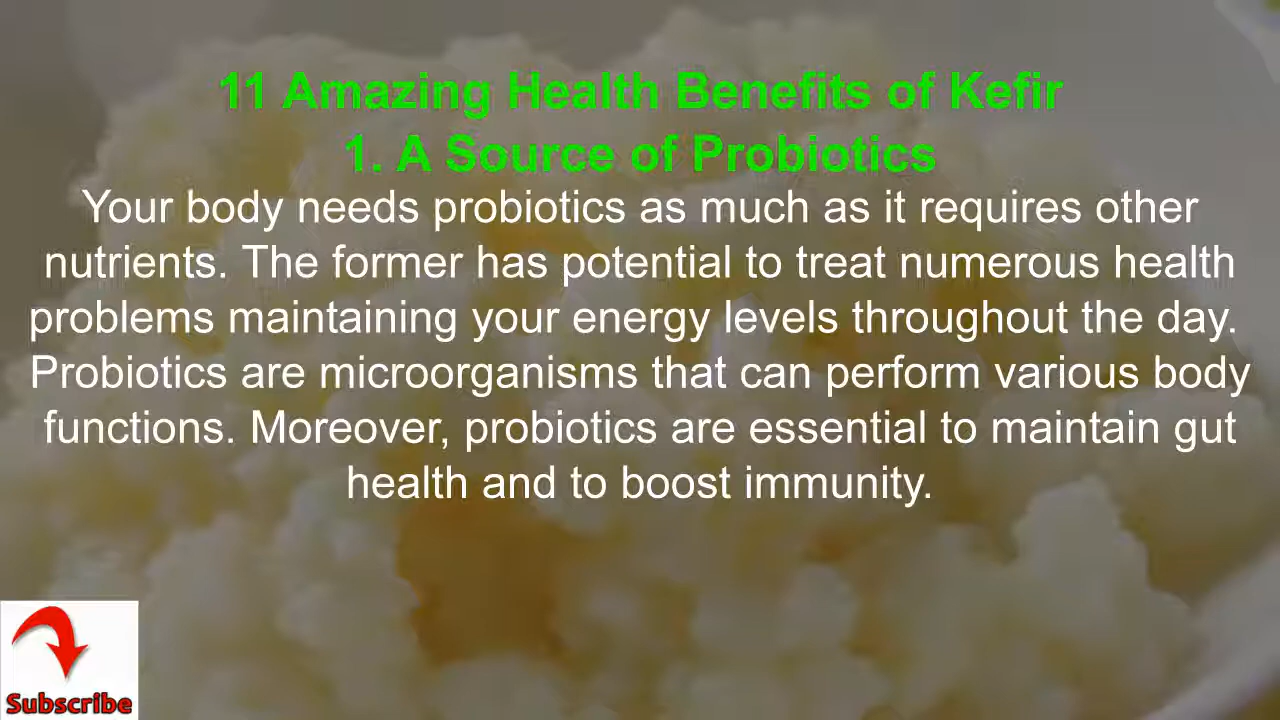 11 Amazing Health Benefits of Kefir
1. A Source of Probiotics
Your body needs probiotics as much as it requires other
nutrients. The former has potential to treat numerous health
problems maintaining your energy levels throughout the day.
Probiotics are microorganisms that can perform various body
functions. Moreover, probiotics are essential to maintain gut
health and to boost immunity.
Subscribe